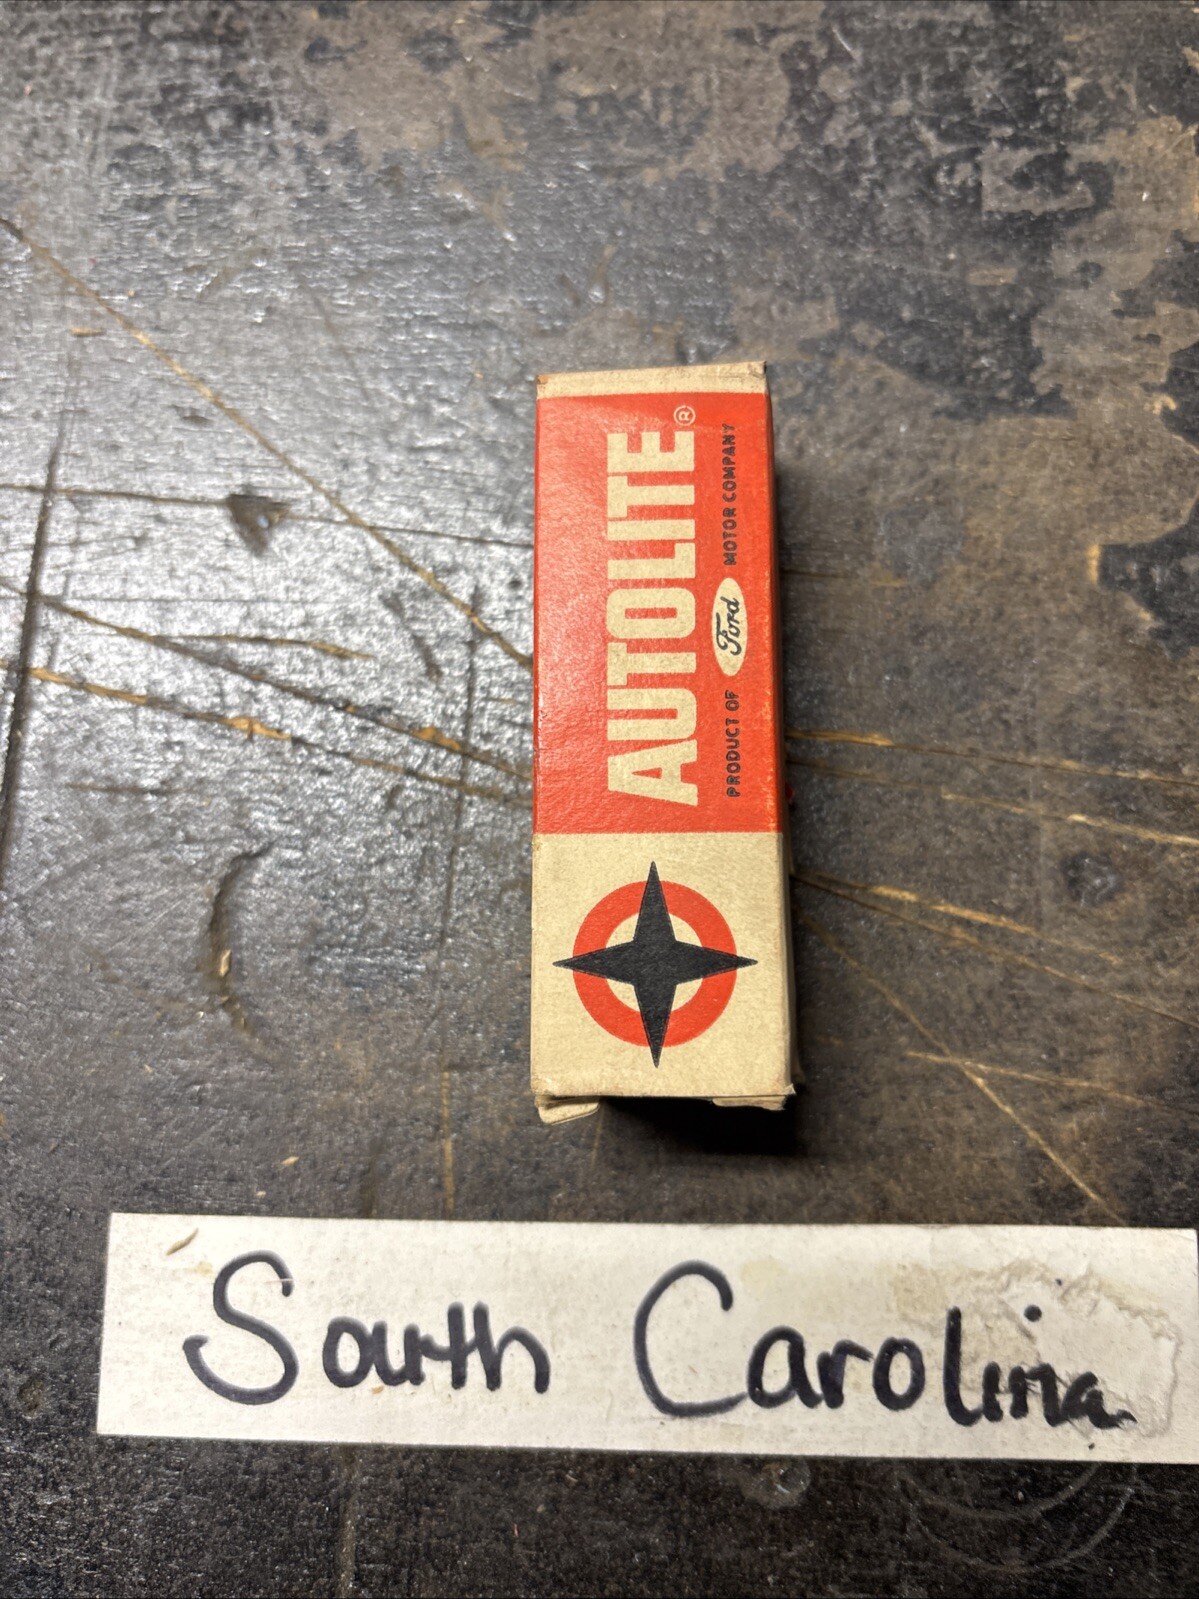 AUTOLITE®
PRODUCT OF Ford MOTOR COMPANY
South Carolina